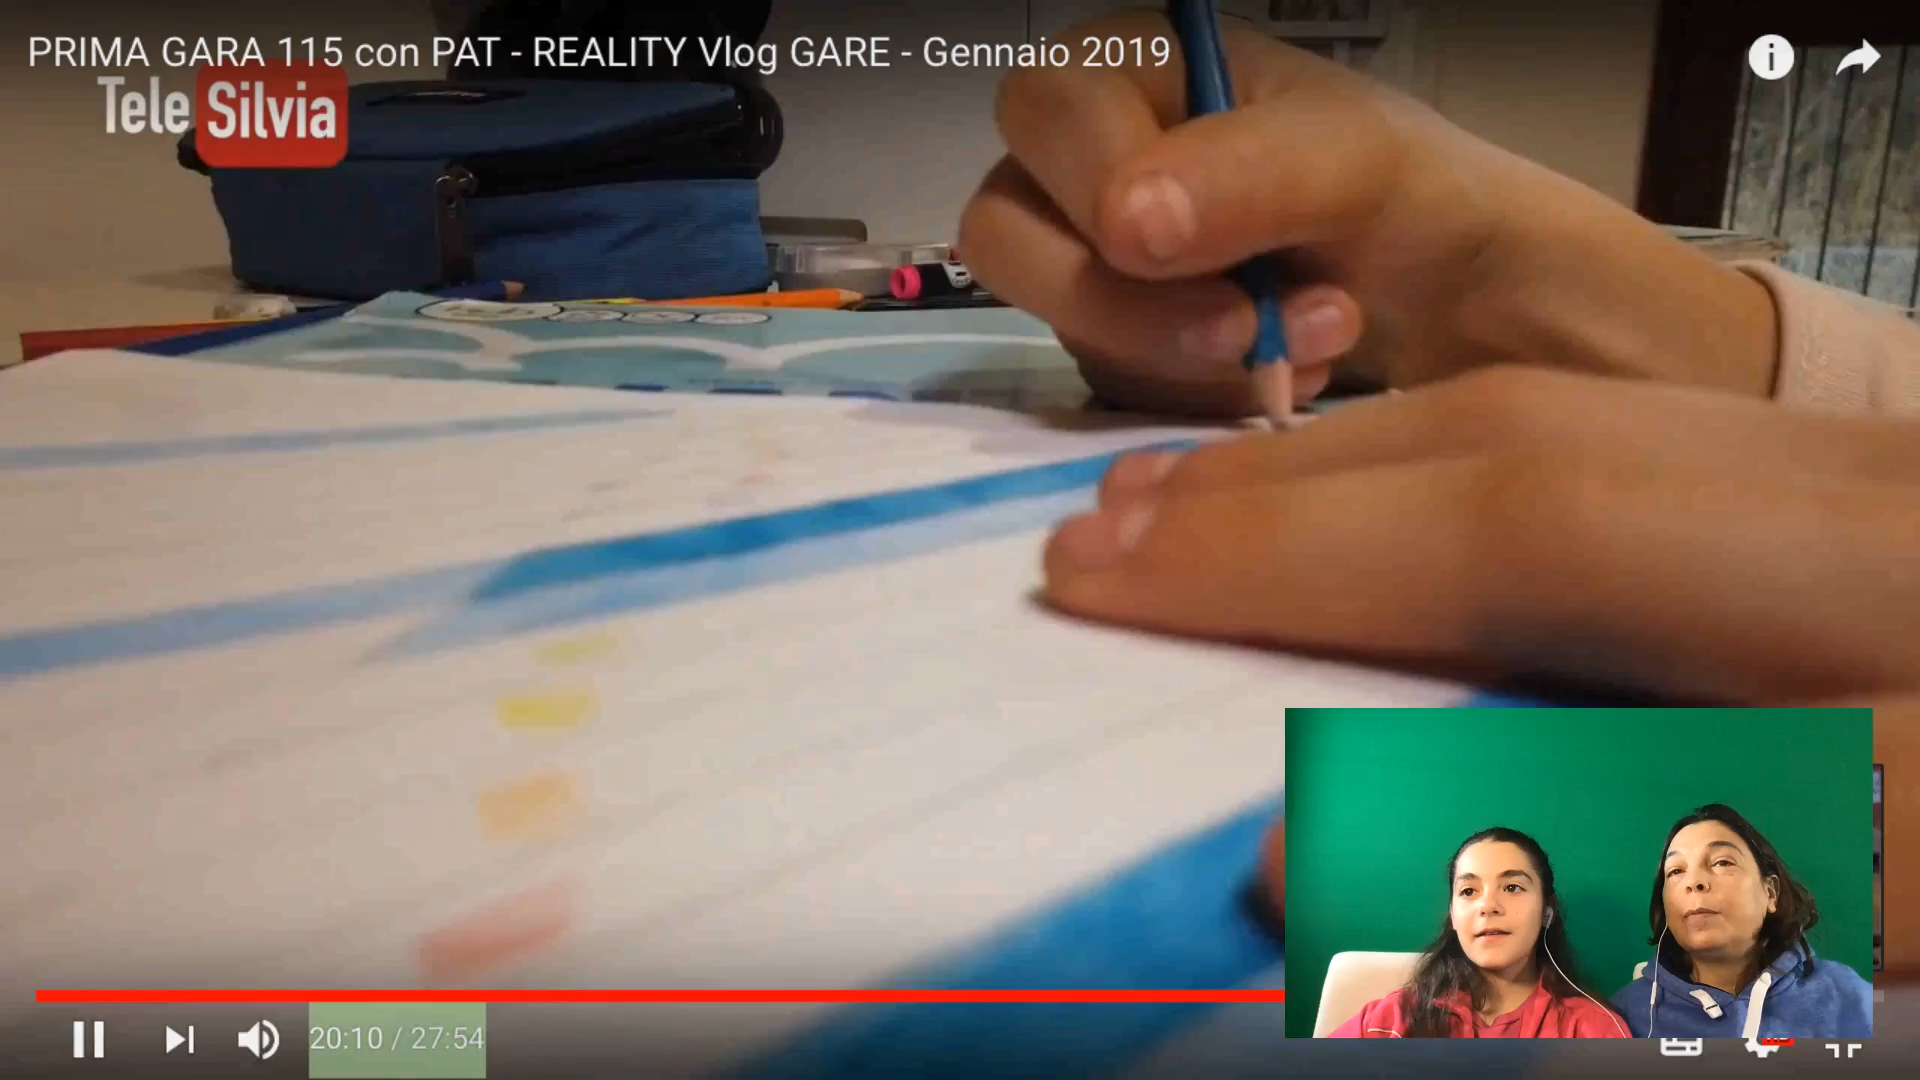 PRIMA GARA 115 con PAT - REALITY Vlog GARE - Gennaio 2019
Tele Silvia
20:10 / 27:54